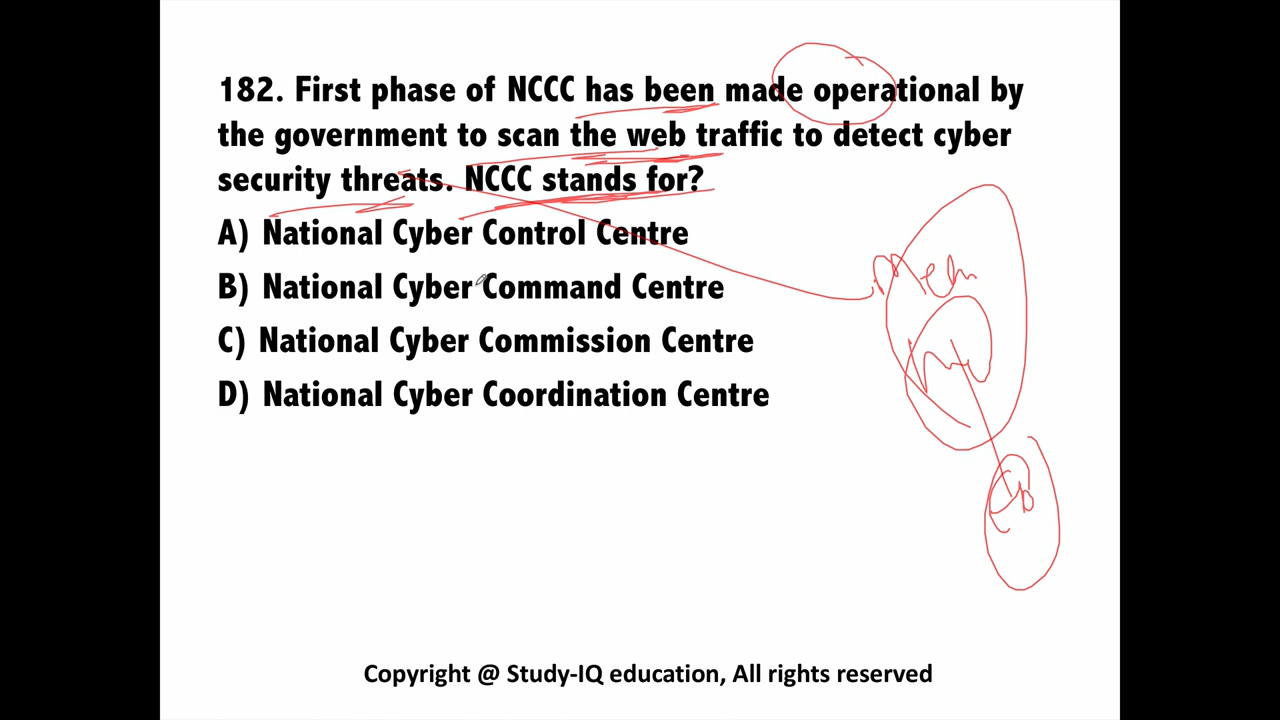 182. First phase of NCCC has been made operational by
the government to scan the web traffic to detect cyber
security threats. NCCC stands for?
A) National Cyber Control Centre
B) National Cyber Command Centre
C) National Cyber Commission Centre
D) National Cyber Coordination Centre
Copyright @ Study-IQ education, All rights reserved